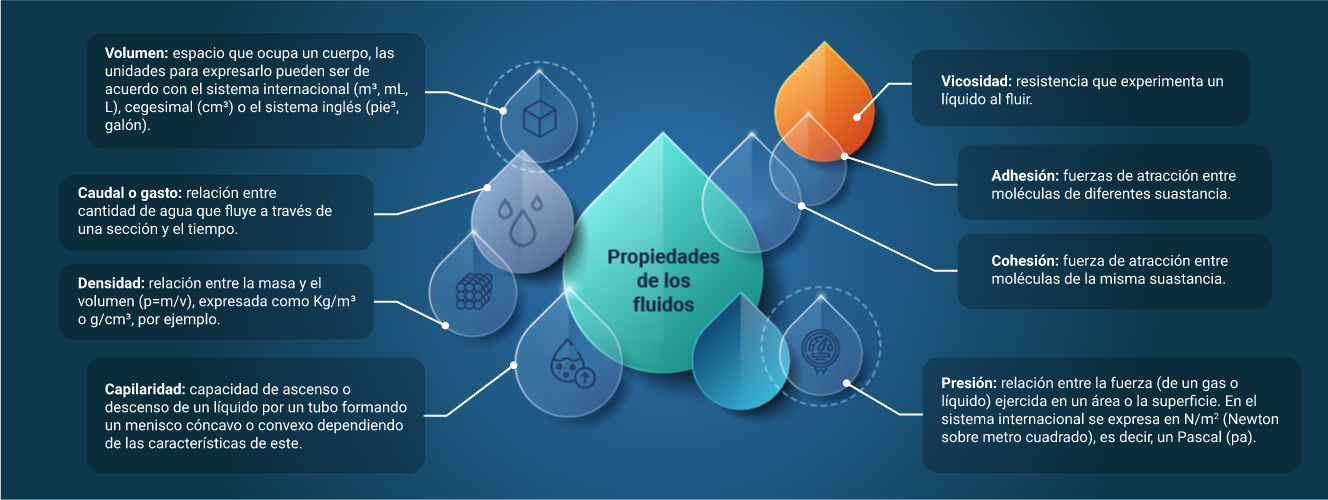 Volumen: espacio que ocupa un cuerpo, las
unidades para expresarlo pueden ser de
acuerdo con el sistema internacional (m³, mL,
L), cegesimal (cm³) o el sistema inglés (pie³,
galón).
Caudal o gasto: relación entre
cantidad de agua que fluye a través de
una sección y el tiempo.
Densidad: relación entre la masa y el
volumen (p=m/v), expresada como Kg/m³
o g/cm³, por ejemplo.
Capilaridad: capacidad de ascenso o
descenso de un líquido por un tubo formando
un menisco cóncavo o convexo dependiendo
de las características de este.
Propiedades
de los
fluidos
Vicosidad: resistencia que experimenta un
líquido al fluir.
Adhesión: fuerzas de atracción entre
moléculas de diferentes suastancia.
Cohesión: fuerza de atracción entre
moléculas de la misma suastancia.
Presión: relación entre la fuerza (de un gas o
líquido) ejercida en un área o la superficie. En el
sistema internacional se expresa en N/m² (Newton
sobre metro cuadrado), es decir, un Pascal (pa).